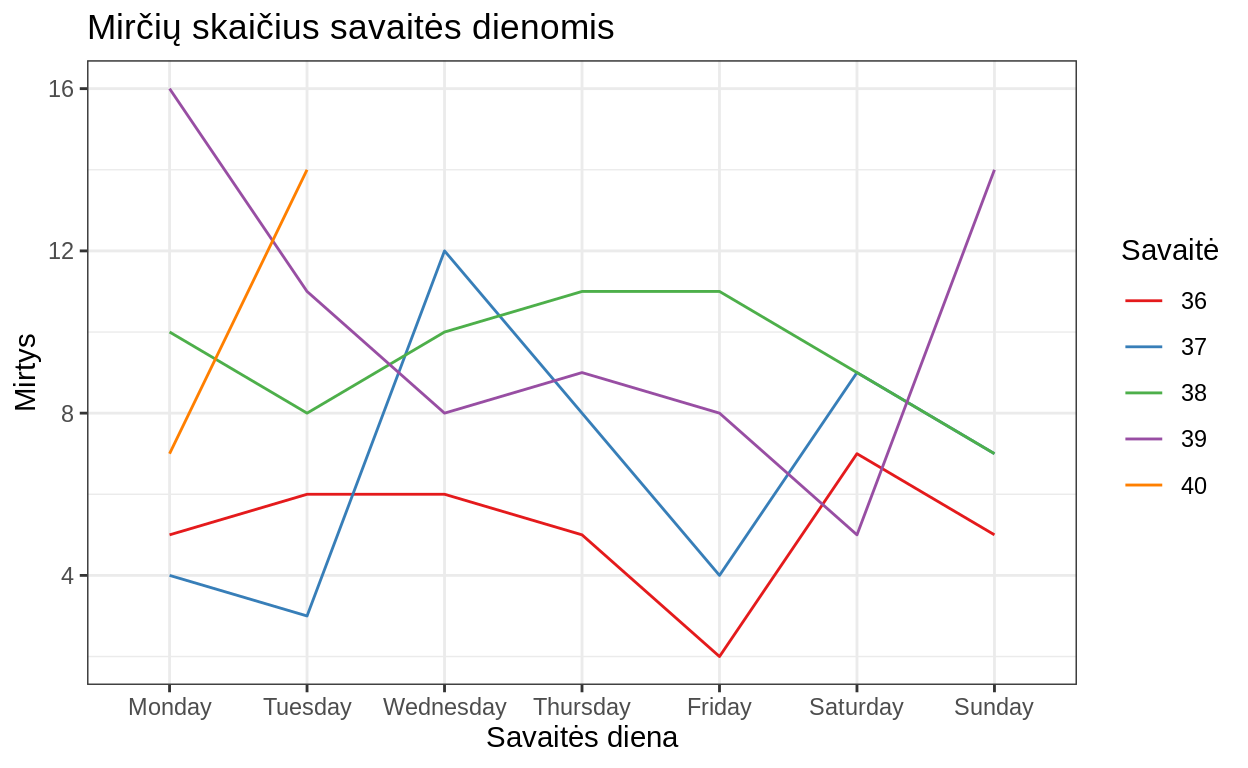 Mirčių skaičius savaitės dienomis
16
12
8
4
Mirtys
Monday Tuesday Wednesday Thursday Friday Saturday Sunday
Savaitės diena
Savaitė
36
37
38
39
40